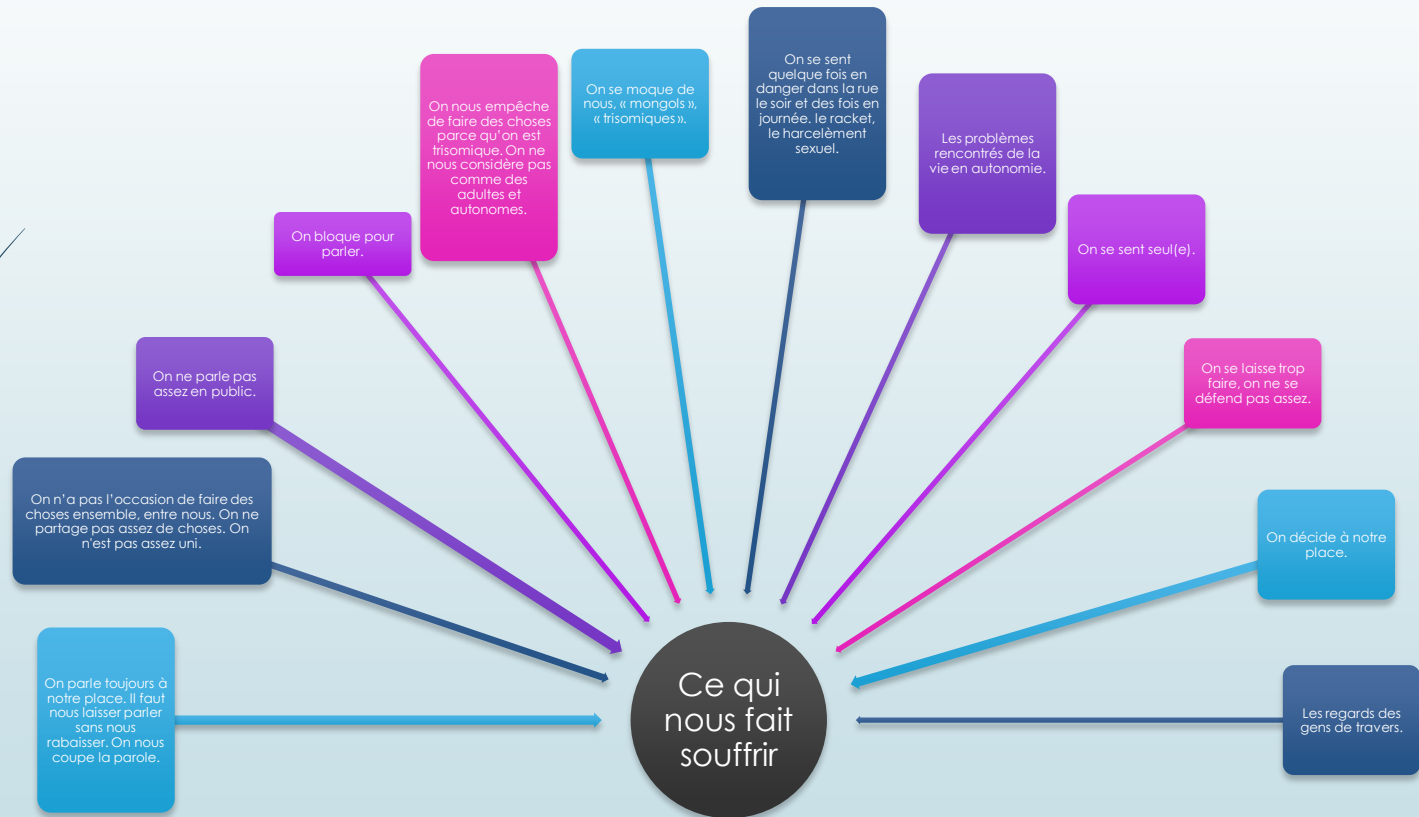 On parle toujours à
notre place. Il faut
nous laisser parler
sans nous
rabaisser. On nous
coupe la parole.
On n’a pas l’occasion de faire des
choses ensemble, entre nous. On ne
partage pas assez de choses. On
n'est pas assez uni.
On ne parle pas
assez en public.
On bloque pour
parler.
On nous empêche
de faire des choses
parce qu’on est
trisomique. On ne
nous considère pas
comme des
adultes et
autonomes.
On se moque de
nous, « mongols »,
« trisomiques ».
On se sent
quelque fois en
danger dans la rue
le soir et des fois en
journée. le racket,
le harcelèment
sexuel.
Les problèmes
rencontrés de la
vie en autonomie.
On se sent seul(e).
On se laisse trop
faire, on ne se
défend pas assez.
On décide à notre
place.
Les regards des
gens de travers.
Ce qui
nous fait
souffrir